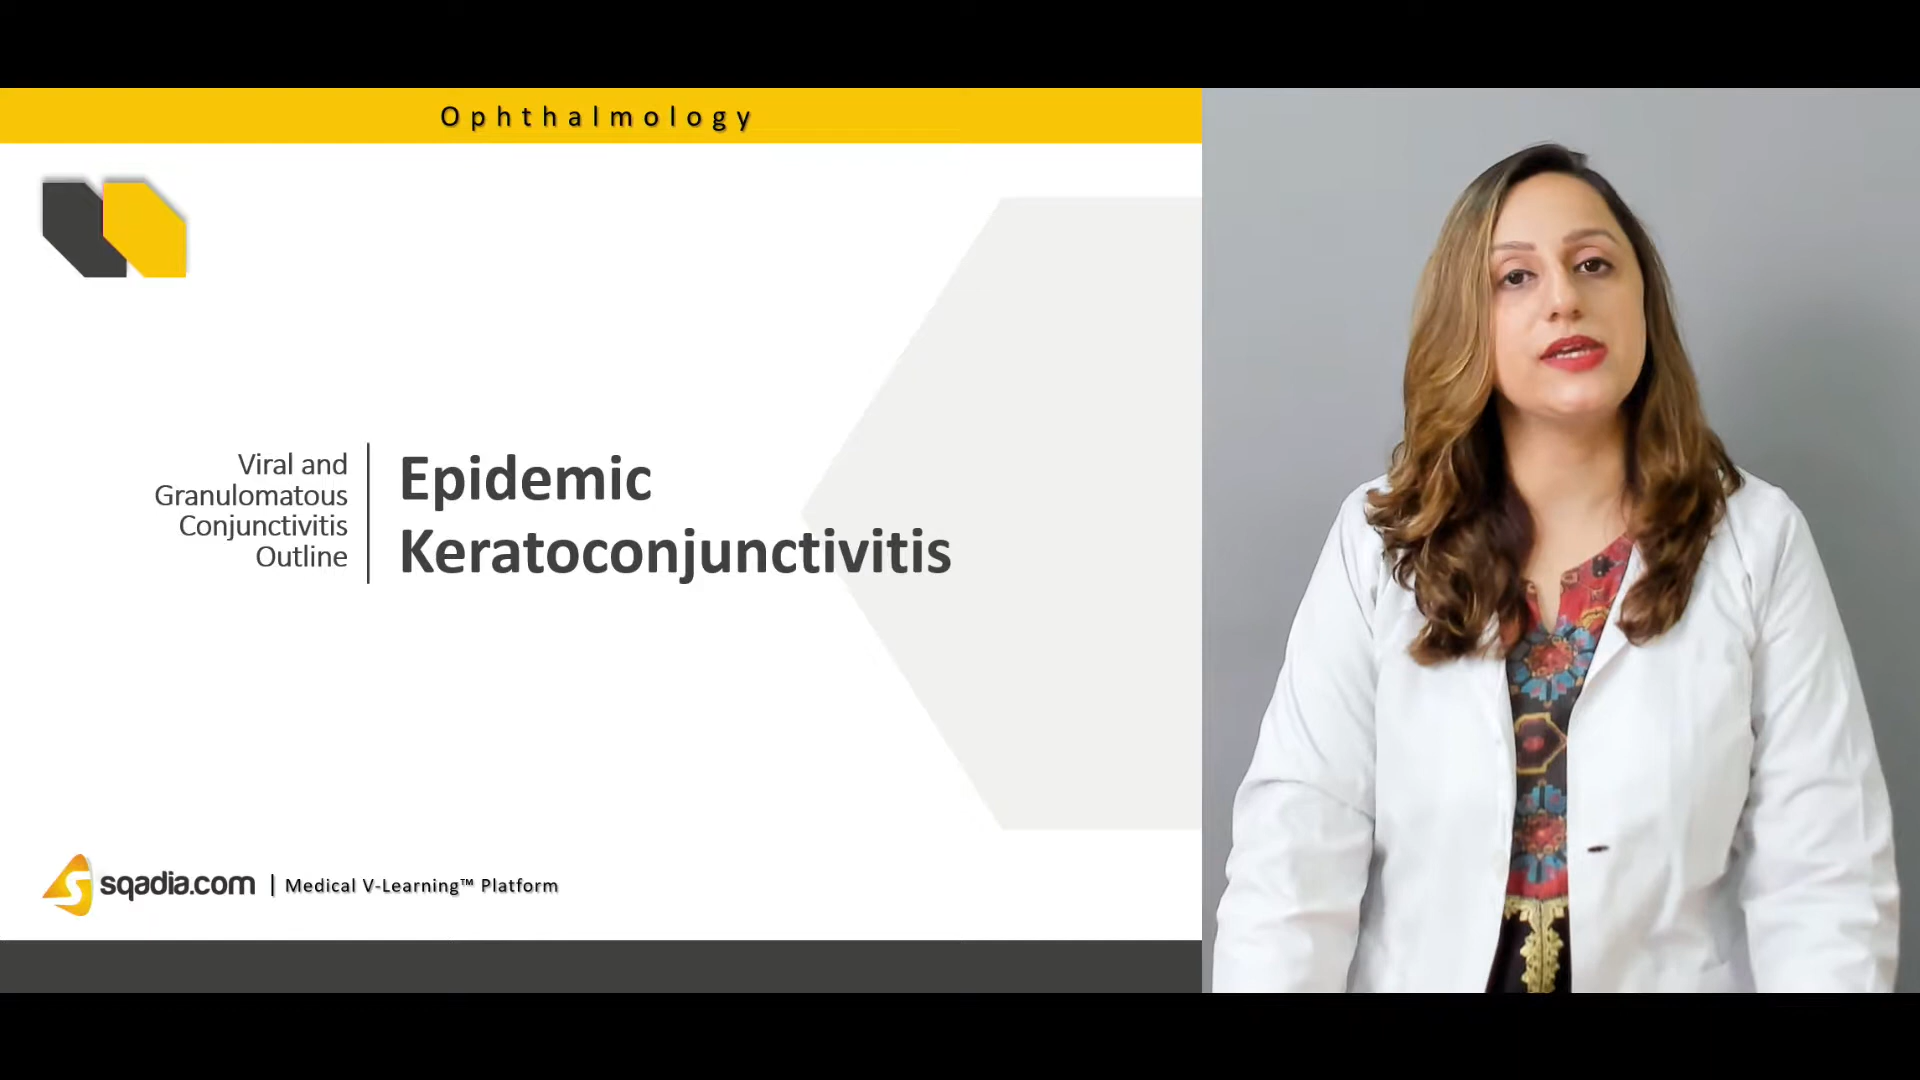 Ophthalmology
Viral and
Granulomatous
Conjunctivitis
Outline
Epidemic
Keratoconjunctivitis
sqadia.com | Medical V-Learning™ Platform